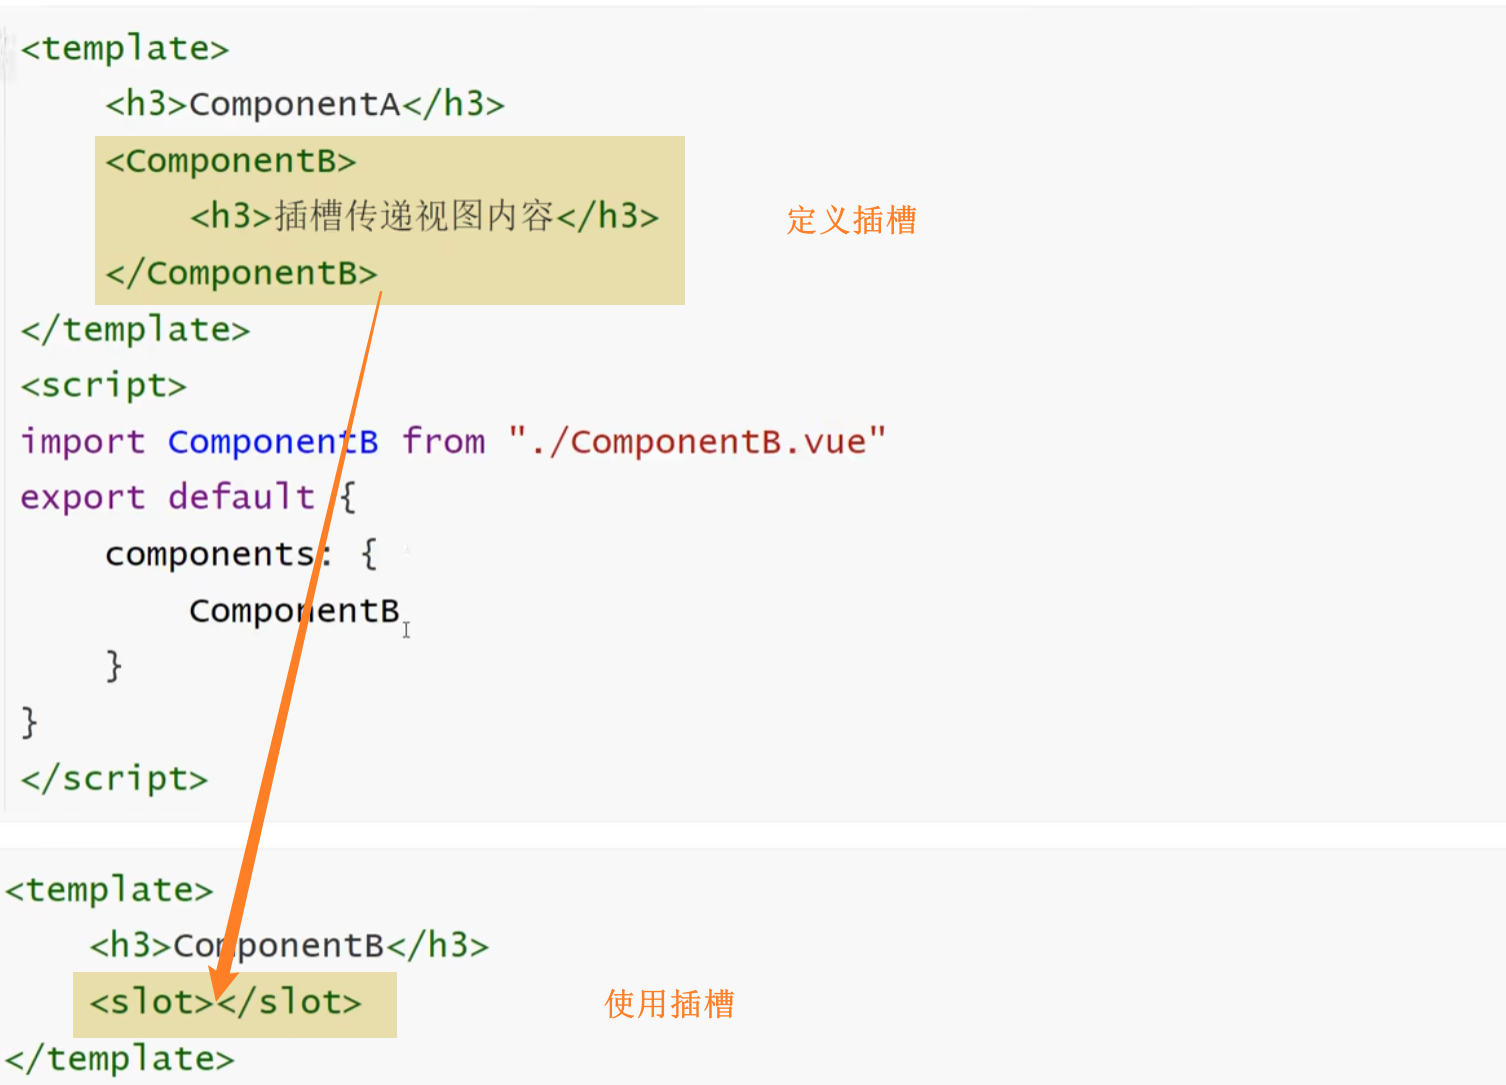 <template>
<h3>ComponentA</h3>
<ComponentB>
<h3>插槽传递视图内容</h3>
定义插槽
</ComponentB>
</template>
<script>
import ComponentB from "./ComponentB.vue"
export default {
components: {
ComponentB
}
}
</script>
<template>
<h3>ComponentB</h3>
<slot></slot>
使用插槽
</template>